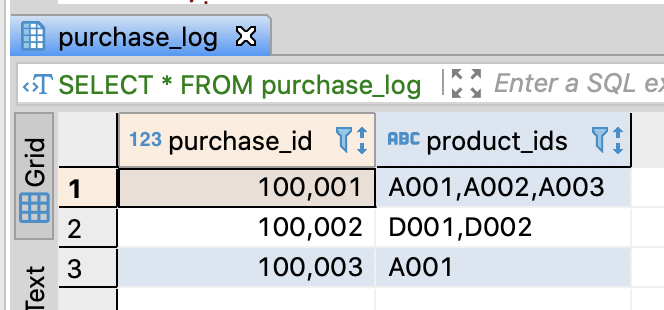 purchase_log
SELECT * FROM purchase_log Enter a SQL ex
Grid
Text
123 purchase_id ABC product_ids
1 100,001 A001,A002,A003
2 100,002 D001,D002
3 100,003 A001